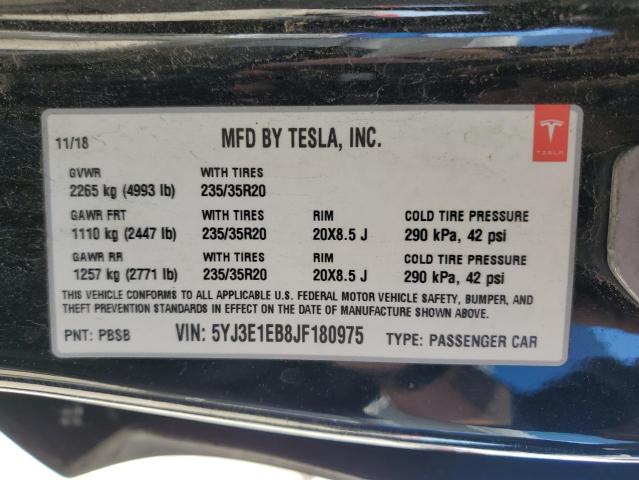 11/18 MFD BY TESLA, INC.
TESLA
GVWR WITH TIRES
2265 kg (4993 lb) 235/35R20
GAWR FRT WITH TIRES RIM COLD TIRE PRESSURE
1110 kg (2447 lb) 235/35R20 20X8.5 J 290 kPa, 42 psi
GAWR RR WITH TIRES RIM COLD TIRE PRESSURE
1257 kg (2771 lb) 235/35R20 20X8.5 J 290 kPa, 42 psi
THIS VEHICLE CONFORMS TO ALL APPLICABLE U.S. FEDERAL MOTOR VEHICLE SAFETY, BUMPER, AND
THEFT PREVENTION STANDARDS IN EFFECT ON THE DATE OF MANUFACTURE SHOWN ABOVE.
PNT: PBSB VIN: 5YJ3E1EB8JF180975 TYPE: PASSENGER CAR